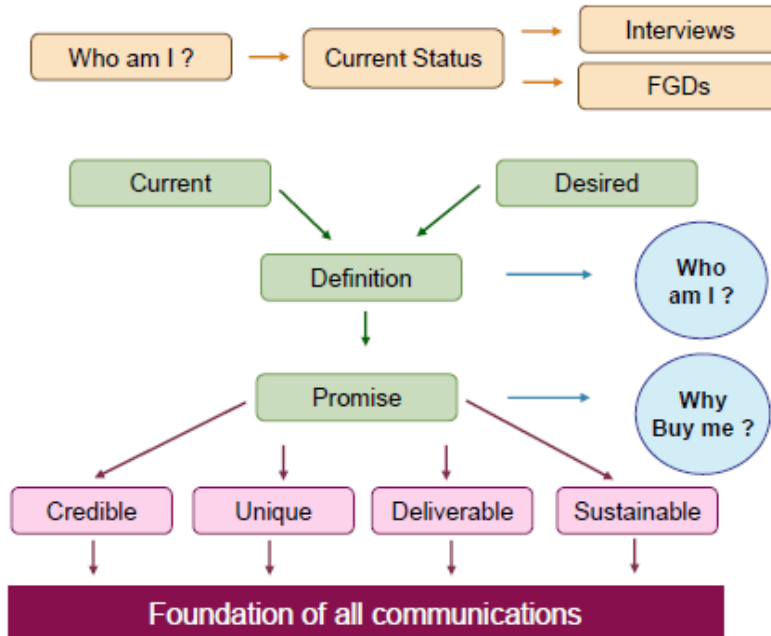 Interviews
Who am I ?
Current Status
FGDs
Current
Desired
Definition
Who
am I ?
Promise
Why
Buy me ?
Credible
Unique
Deliverable
Sustainable
Foundation of all communications